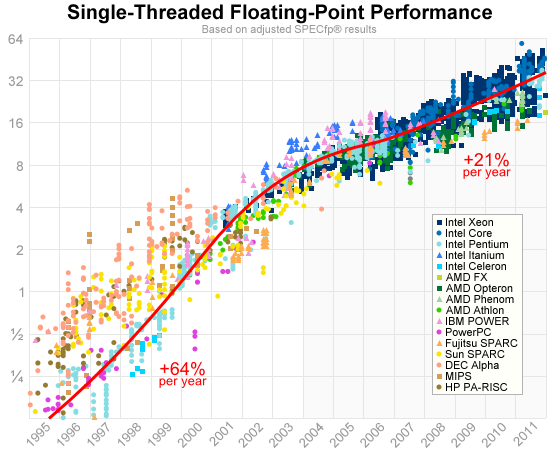 Single-Threaded Floating-Point Performance
Based on adjusted SPECfp® results
64
32
16
8
4
2
1
½
¼
+21%
per year
+64%
per year
Intel Xeon
Intel Core
Intel Pentium
Intel Itanium
Intel Celeron
AMD FX
AMD Opteron
AMD Phenom
AMD Athlon
IBM POWER
PowerPC
Fujitsu SPARC
Sun SPARC
DEC Alpha
MIPS
HP PA-RISC
1995
1996
1997
1998
1999
2000
2001
2002
2003
2004
2005
2006
2007
2008
2009
2010
2011